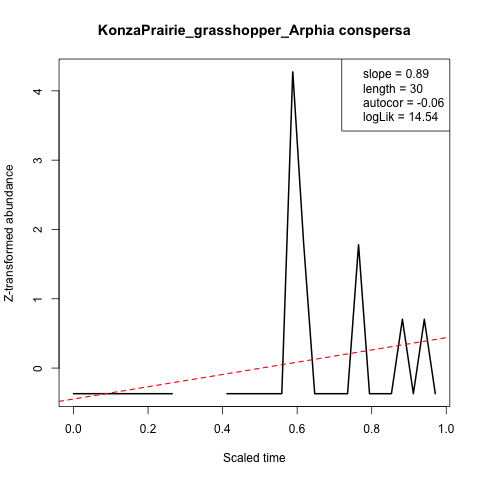 KonzaPrairie_grasshopper_Arphia conspersa
slope = 0.89
length = 30
autocor = -0.06
logLik = 14.54
Z-transformed abundance
4
3
2
1
0
0.0 0.2 0.4 0.6 0.8 1.0
Scaled time